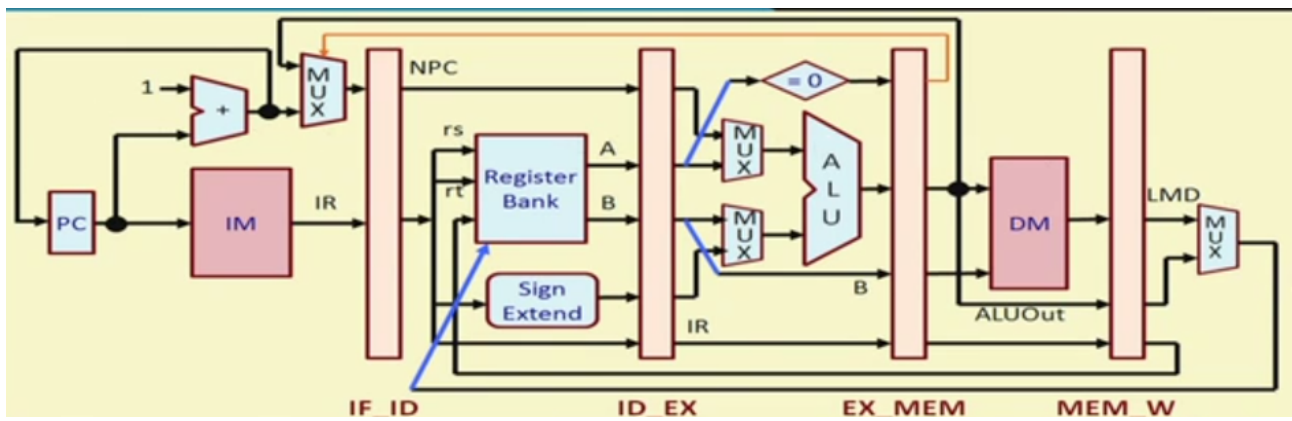 1
+
MUX
NPC
PC
IM
IR
rs
rt
Register
Bank
A
B
Sign
Extend
IR
= 0
MUX
MUX
ALU
B
DM
ALUOut
LMD
MUX
IF_ID
ID_EX
EX_MEM
MEM_W